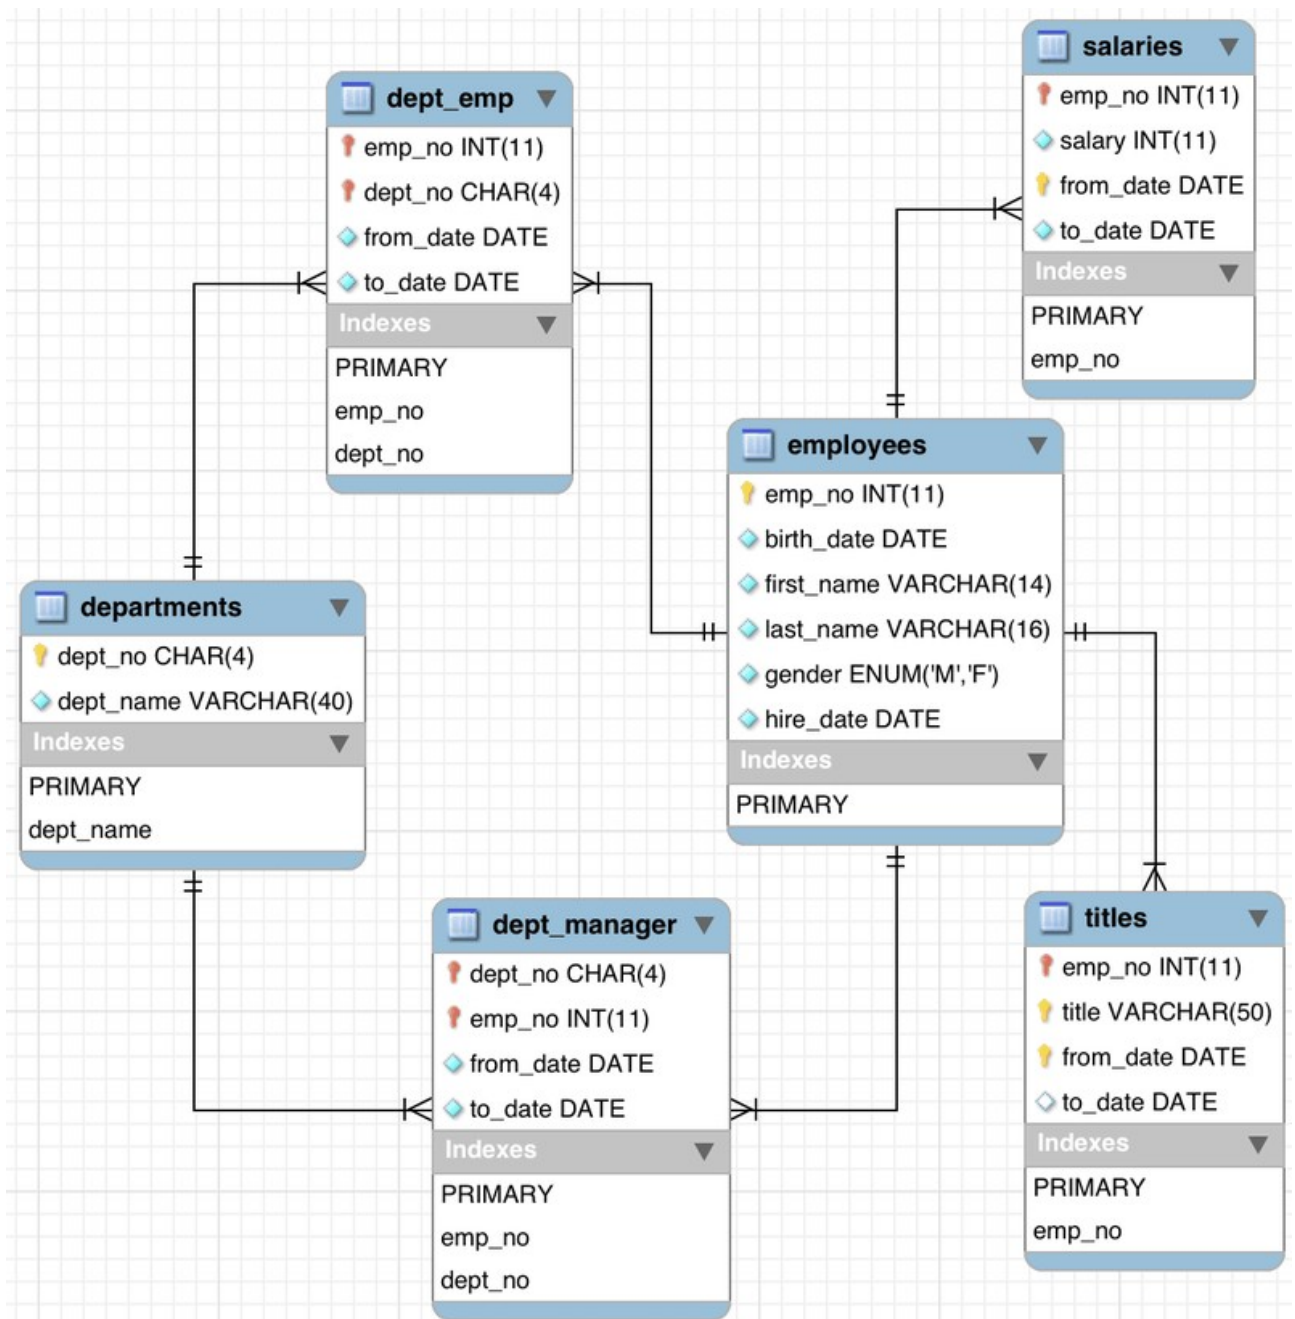 salaries
emp_no INT(11)
salary INT(11)
from_date DATE
to_date DATE
Indexes
PRIMARY
emp_no
dept_emp
emp_no INT(11)
dept_no CHAR(4)
from_date DATE
to_date DATE
Indexes
PRIMARY
emp_no
dept_no
employees
emp_no INT(11)
birth_date DATE
first_name VARCHAR(14)
last_name VARCHAR(16)
gender ENUM('M','F')
hire_date DATE
Indexes
PRIMARY
departments
dept_no CHAR(4)
dept_name VARCHAR(40)
Indexes
PRIMARY
dept_name
dept_manager
dept_no CHAR(4)
emp_no INT(11)
from_date DATE
to_date DATE
Indexes
PRIMARY
emp_no
dept_no
titles
emp_no INT(11)
title VARCHAR(50)
from_date DATE
to_date DATE
Indexes
PRIMARY
emp_no